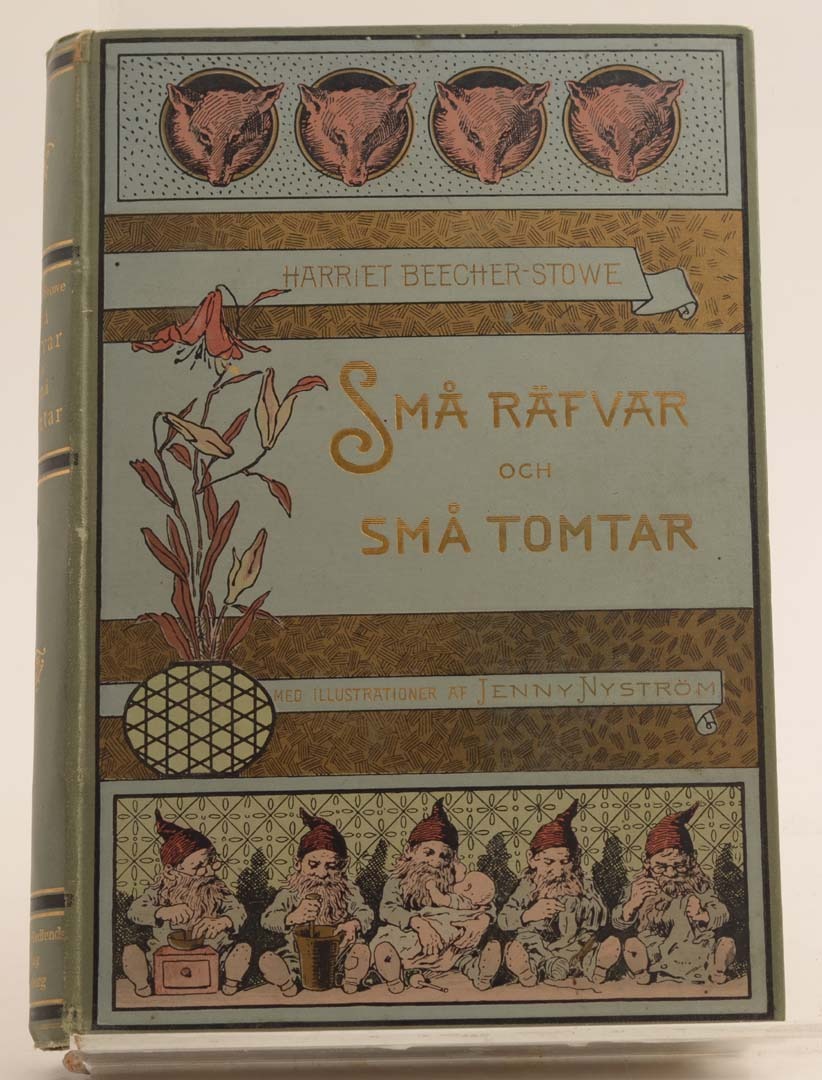 HARRIET BEECHER-STOWE
SMÅ RÄFVAR
OCH
SMÅ TOMTAR
MED ILLUSTRATIONER AF JENNY NYSTRÖM